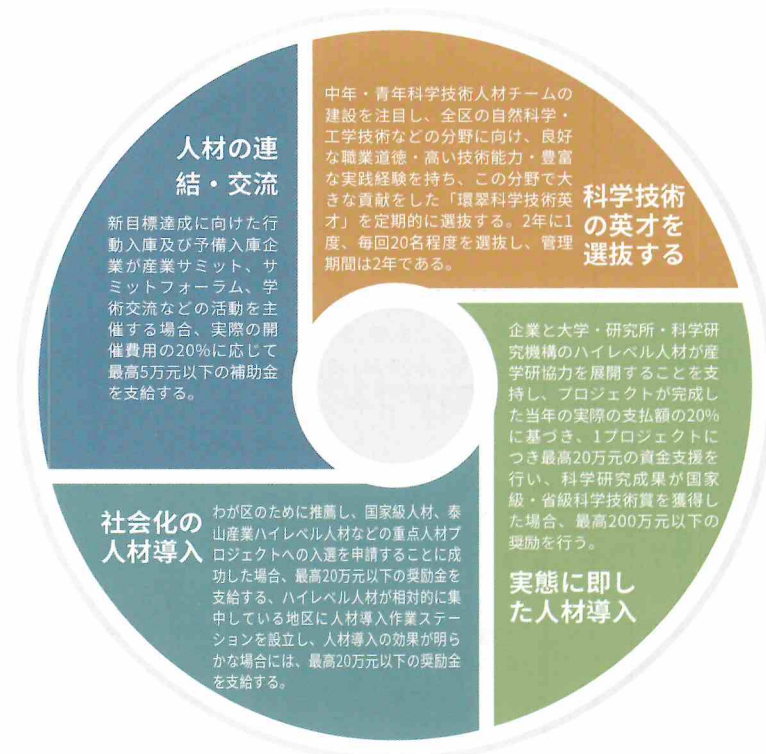 人材の連
結・交流
新目標達成に向けた行
動入庫及び予備入庫企
業が産業サミット、サ
ミットフォーラム、学
術交流などの活動を主
催する場合、実際の開
催費用の20%に応じて
最高5万元以下の補助金
を支給する。
中年・青年科学技術人材チームの
建設を注目し、全区の自然科学・
工学技術などの分野に向け、良好
な職業道徳・高い技術能力・豊富
な実践経験を持ち、この分野で大
きな貢献をした「環翠科学技術英
才」を定期的に選抜する。2年に1
度、毎回20名程度を選抜し、管理
期間は2年である。
科学技術
の英才を
選抜する
企業と大学・研究所・科学研
究機構のハイレベル人材が産
学研協力を展開することを支
持し、プロジェクトが完成し
た当年の実際の支払額の20%
に基づき、1プロジェクトに
つき最高20万元の資金支援を
行い、科学研究成果が国家
級・省級科学技術賞を獲得し
た場合、最高200万元以下の
奨励を行う。
実態に即し
た人材導入
社会化の
人材導入
わが区のために推薦し、国家級人材、泰
山産業ハイレベル人材などの重点人材プ
ロジェクトへの入選を申請することに成
功した場合、最高20万元以下の奨励金を
支給する、ハイレベル人材が相対的に集
中している地区に人材導入作業ステー
ションを設立し、人材導入の効果が明ら
かな場合には、最高20万元以下の奨励金
を支給する。